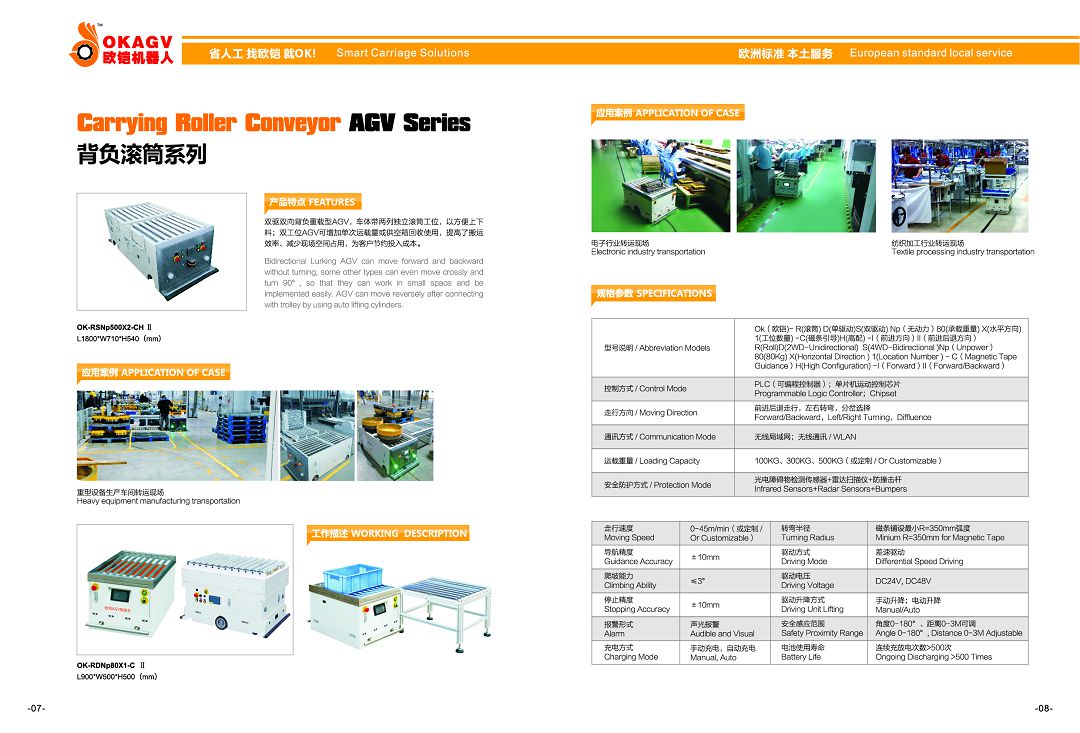 OKAGV
欧铠机器人
TM
省人工 找欧铠 就OK! Smart Carriage Solutions
欧洲标准 本土服务 European standard local service
Carrying Roller Conveyor AGV Series
背负滚筒系列
产品特点 FEATURES
双驱双向背负重载型AGV，车体带两列独立滚筒工位，以方便上下
料；双工位AGV可增加单次运载量或供空箱回收使用，提高了搬运
效率、减少现场空间占用，为客户节约投入成本。
Bidirectional Lurking AGV can move forward and backward
without turning, some other types can even move crossly and
turn 90°, so that they can work in small space and be
implemented easily. AGV can move reversely after connecting
with trolley by using auto lifting cylinders.
OK-RSNp500X2-CH Ⅱ
L1800*W710*H540（mm）
应用案例 APPLICATION OF CASE
重型设备生产车间转运现场
Heavy equipment manufacturing transportation
工作描述 WORKING DESCRIPTION
OK-RDNp80X1-C Ⅱ
L900*W500*H500（mm）
-07-
应用案例 APPLICATION OF CASE
电子行业转运现场
Electronic industry transportation
纺织加工行业转运现场
Textile processing industry transportation
规格参数 SPECIFICATIONS
型号说明 / Abbreviation Models
Ok（欧铠）- R(滚筒) D(单驱动)S(双驱动) Np（无动力）80(承载重量) X(水平方向)
1(工位数量) -C(磁条引导)H(高配) -I（前进方向）II（前进后退方向）
R(Roll)D(2WD-Unidirectional) S(4WD-Bidirectional )Np（Unpower）
80(80Kg) X(Horizontal Direction ) 1(Location Number ) - C（Magnetic Tape
Guidance）H(High Configuration) -I（Forward）II（Forward/Backward）
控制方式 / Control Mode
PLC（可编程控制器）；单片机运动控制芯片
Programmable Logic Controller；Chipset
走行方向 / Moving Direction
前进后退走行，左右转弯，分岔选择
Forward/Backward，Left/Right Turning，Diffluence
通讯方式 / Communication Mode
无线局域网；无线通讯 / WLAN
运载重量 / Loading Capacity
100KG、300KG、500KG（或定制 / Or Customizable）
安全防护方式 / Protection Mode
光电障碍物检测传感器+雷达扫描仪+防撞击杆
Infrared Sensors+Radar Sensors+Bumpers
走行速度
Moving Speed
0-45m/min（或定制 /
Or Customizable）
转弯半径
Turning Radius
磁条铺设最小R=350mm弧度
Minium R=350mm for Magnetic Tape
导航精度
Guidance Accuracy
±10mm
驱动方式
Driving Mode
差速驱动
Differential Speed Driving
爬坡能力
Climbing Ability
≤3°
驱动电压
Driving Voltage
DC24V, DC48V
停止精度
Stopping Accuracy
±10mm
驱动升降方式
Driving Unit Lifting
手动升降；电动升降
Manual/Auto
报警形式
Alarm
声光报警
Audible and Visual
安全感应范围
Safety Proximity Range
角度0-180°、距离0-3M可调
Angle 0-180°, Distance 0-3M Adjustable
充电方式
Charging Mode
手动充电，自动充电
Manual, Auto
电池使用寿命
Battery Life
连续充放电次数>500次
Ongoing Discharging >500 Times
-08-